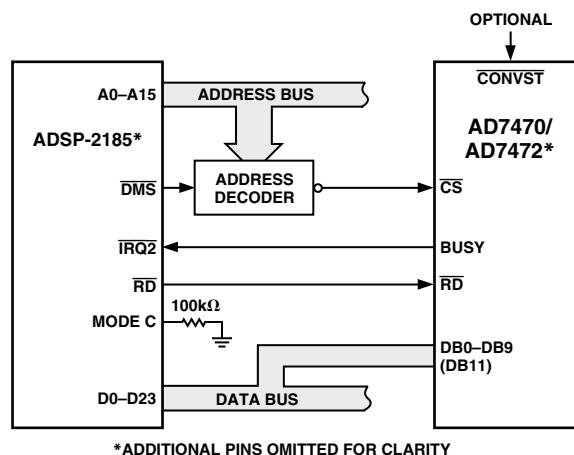 OPTIONAL
CONVST
A0–A15
ADDRESS BUS
ADSP-2185*
AD7470/
AD7472*
DMS
ADDRESS
DECODER
CS
IRQ2
BUSY
RD
RD
100kΩ
MODE C
DB0–DB9
(DB11)
D0–D23
DATA BUS
*ADDITIONAL PINS OMITTED FOR CLARITY